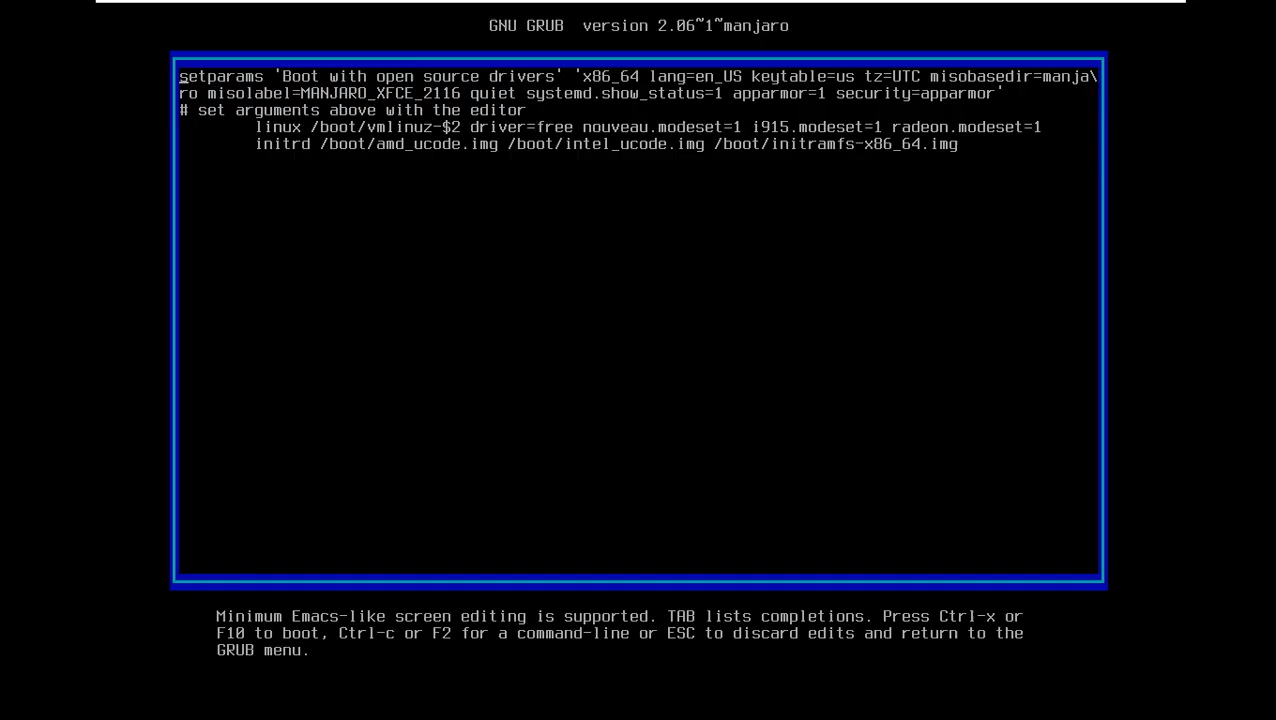 GNU GRUB  version 2.06~1~manjaro
setparams 'Boot with open source drivers' 'x86_64 lang=en_US keytable=us tz=UTC misobasedir=manja\
ro misolabel=MANJARO_XFCE_2116 quiet systemd.show_status=1 apparmor=1 security=apparmor'
# set arguments above with the editor
        linux /boot/vmlinuz-$2 driver=free nouveau.modeset=1 i915.modeset=1 radeon.modeset=1
        initrd /boot/amd_ucode.img /boot/intel_ucode.img /boot/initramfs-x86_64.img
Minimum Emacs-like screen editing is supported. TAB lists completions. Press Ctrl-x or
F10 to boot, Ctrl-c or F2 for a command-line or ESC to discard edits and return to the
GRUB menu.